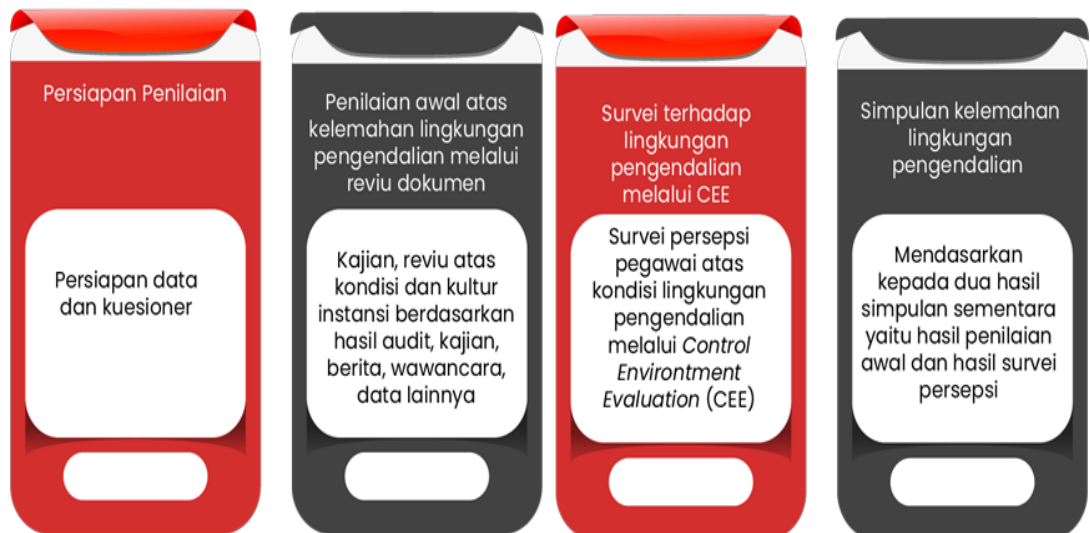 Persiapan Penilaian
Persiapan data
dan kuesioner
Penilaian awal atas
kelemahan lingkungan
pengendalian melalui
reviu dokumen
Kajian, reviu atas
kondisi dan kultur
instansi berdasarkan
hasil audit, kajian,
berita, wawancara,
data lainnya
Survei terhadap
lingkungan
pengendalian
melalui CEE
Survei persepsi
pegawai atas
kondisi lingkungan
pengendalian
melalui Control
Environtment
Evaluation (CEE)
Simpulan kelemahan
lingkungan
pengendalian
Mendasarkan
kepada dua hasil
simpulan sementara
yaitu hasil penilaian
awal dan hasil survei
persepsi